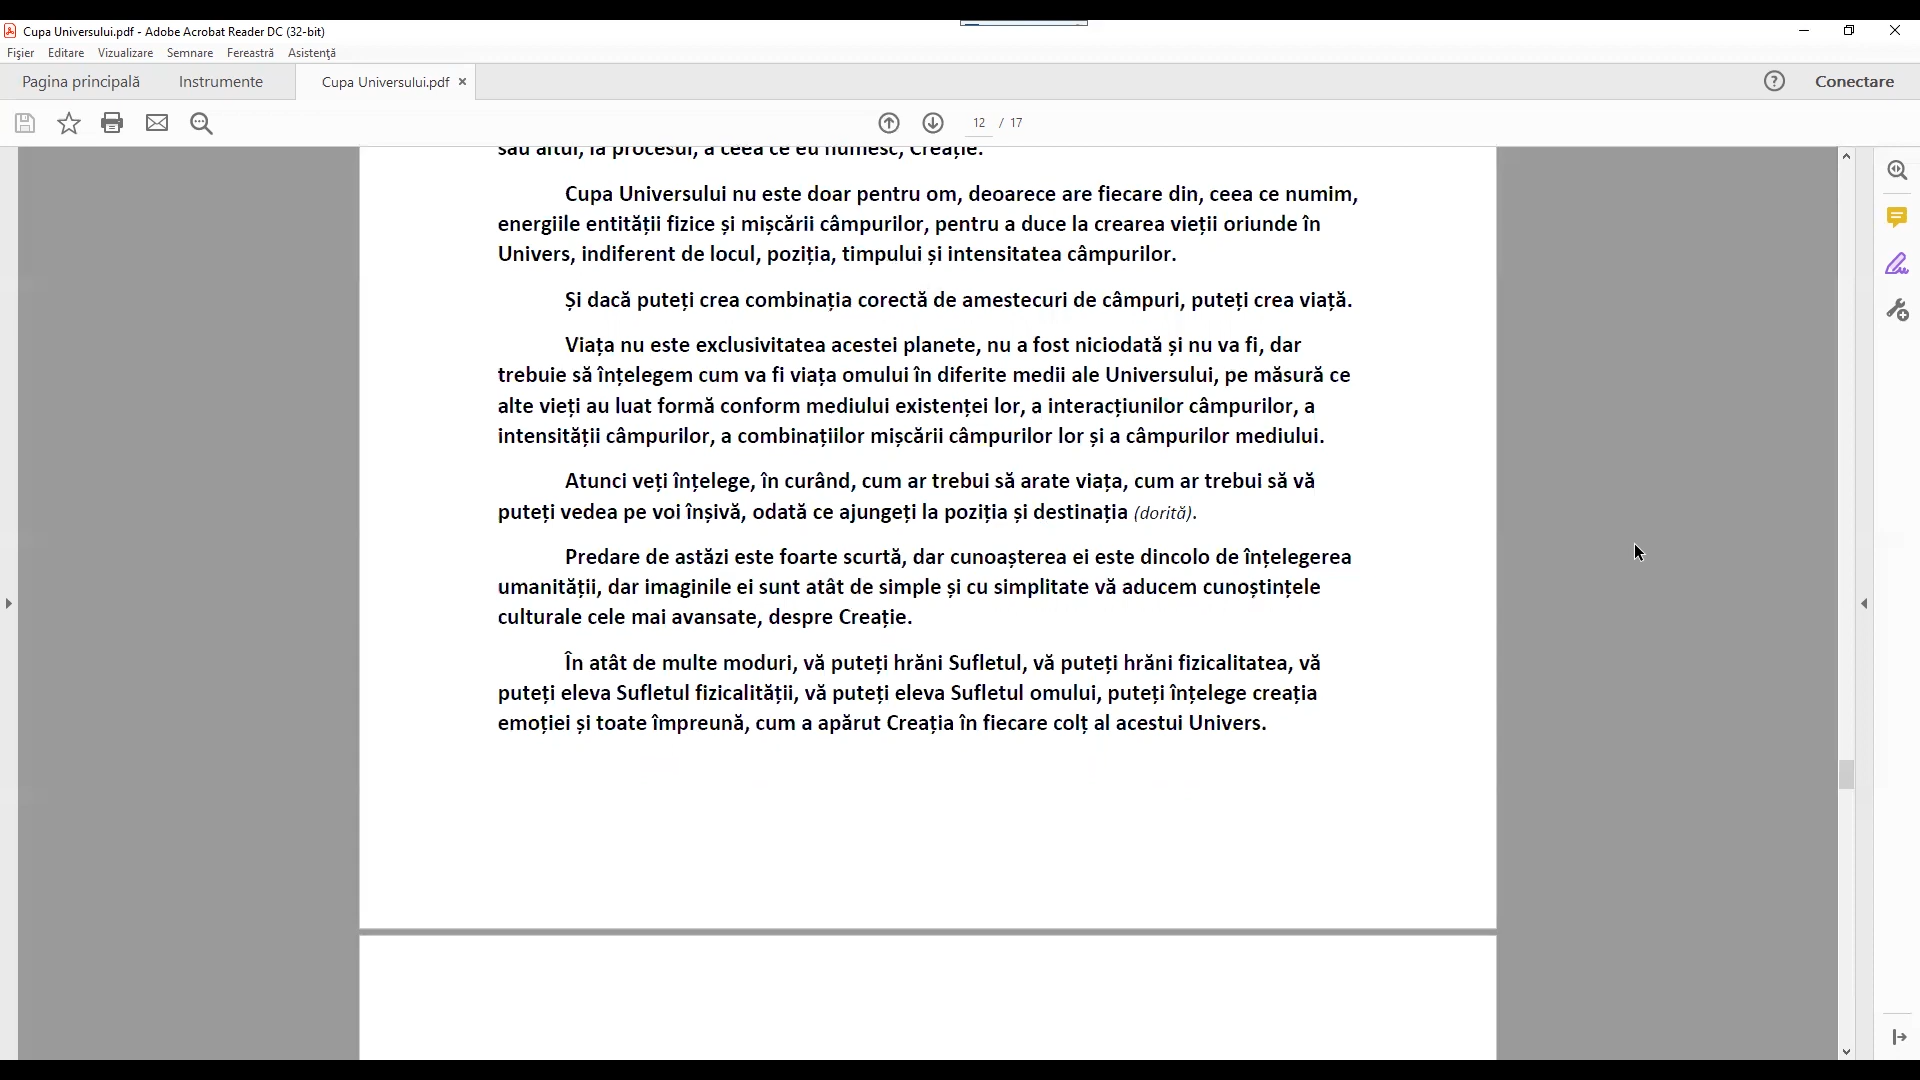 Cupa Universului.pdf - Adobe Acrobat Reader DC (32-bit)
Fişier Editare Vizualizare Semnare Fereastră Asistenţă
Pagina principală Instrumente Cupa Universului.pdf × Conectare
12 / 17
sau altul, la procesul, a ceea ce eu numesc, Creație.
Cupa Universului nu este doar pentru om, deoarece are fiecare din, ceea ce numim,
energiile entității fizice și mișcării câmpurilor, pentru a duce la crearea vieții oriunde în
Univers, indiferent de locul, poziția, timpului și intensitatea câmpurilor.
Și dacă puteți crea combinația corectă de amestecuri de câmpuri, puteți crea viață.
Viața nu este exclusivitatea acestei planete, nu a fost niciodată și nu va fi, dar
trebuie să înțelegem cum va fi viața omului în diferite medii ale Universului, pe măsură ce
alte vieți au luat formă conform mediului existenței lor, a interacțiunilor câmpurilor, a
intensității câmpurilor, a combinațiilor mișcării câmpurilor lor și a câmpurilor mediului.
Atunci veți înțelege, în curând, cum ar trebui să arate viața, cum ar trebui să vă
puteți vedea pe voi înșivă, odată ce ajungeți la poziția și destinația (dorită).
Predare de astăzi este foarte scurtă, dar cunoașterea ei este dincolo de înțelegerea
umanității, dar imaginile ei sunt atât de simple și cu simplitate vă aducem cunoștințele
culturale cele mai avansate, despre Creație.
În atât de multe moduri, vă puteți hrăni Sufletul, vă puteți hrăni fizicalitatea, vă
puteți eleva Sufletul fizicalității, vă puteți eleva Sufletul omului, puteți înțelege creația
emoției și toate împreună, cum a apărut Creația în fiecare colț al acestui Univers.